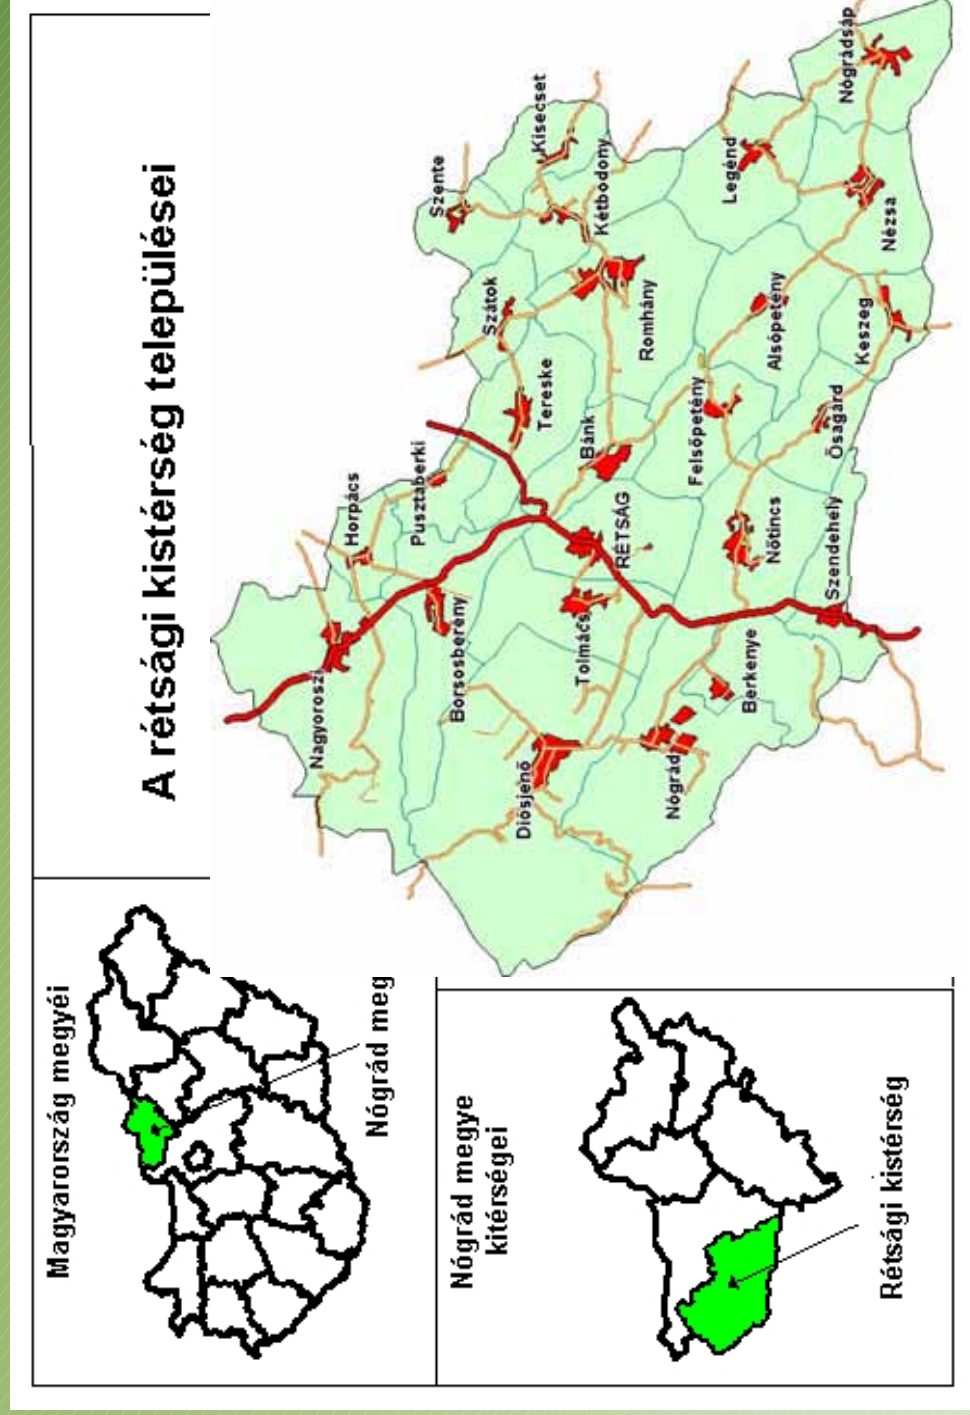 A rétsági kistérség települései
Magyarország megyéi
Nógrád meg
Nógrád megye
kitérségei
Rétsági kistérség
Nagyoroszi
Horpács
Pusztaberki
Borsosberény
Diósjenő
Tolmács
Nógrád
Berkenye
RÉTSÁG
Bánk
Tereske
Szátok
Szente
Kisecset
Kétbodony
Romhány
Felsőpetény
Alsópetény
Nőtincs
Szendehely
Ősagárd
Keszeg
Nézsa
Legénd
Nógrádsáp